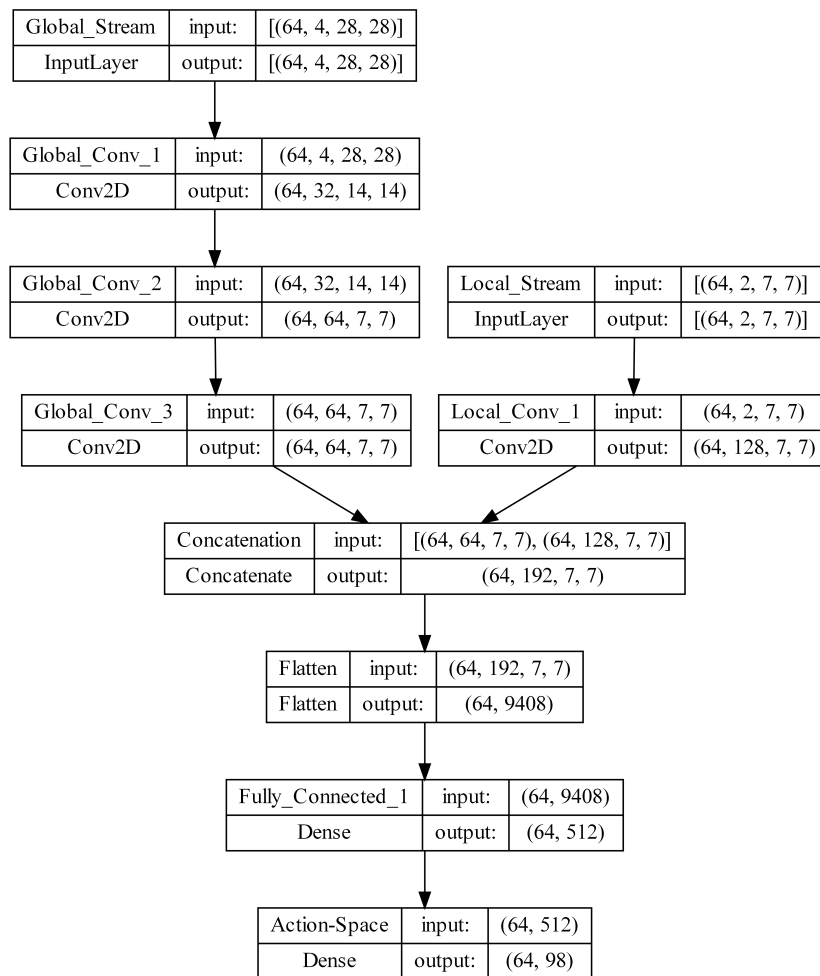 Global_Stream input: [(64, 4, 28, 28)]
InputLayer output: [(64, 4, 28, 28)]
Global_Conv_1 input: (64, 4, 28, 28)
Conv2D output: (64, 32, 14, 14)
Global_Conv_2 input: (64, 32, 14, 14)
Conv2D output: (64, 64, 7, 7)
Local_Stream input: [(64, 2, 7, 7)]
InputLayer output: [(64, 2, 7, 7)]
Global_Conv_3 input: (64, 64, 7, 7)
Conv2D output: (64, 64, 7, 7)
Local_Conv_1 input: (64, 2, 7, 7)
Conv2D output: (64, 128, 7, 7)
Concatenation input: [(64, 64, 7, 7), (64, 128, 7, 7)]
Concatenate output: (64, 192, 7, 7)
Flatten input: (64, 192, 7, 7)
Flatten output: (64, 9408)
Fully_Connected_1 input: (64, 9408)
Dense output: (64, 512)
Action-Space input: (64, 512)
Dense output: (64, 98)